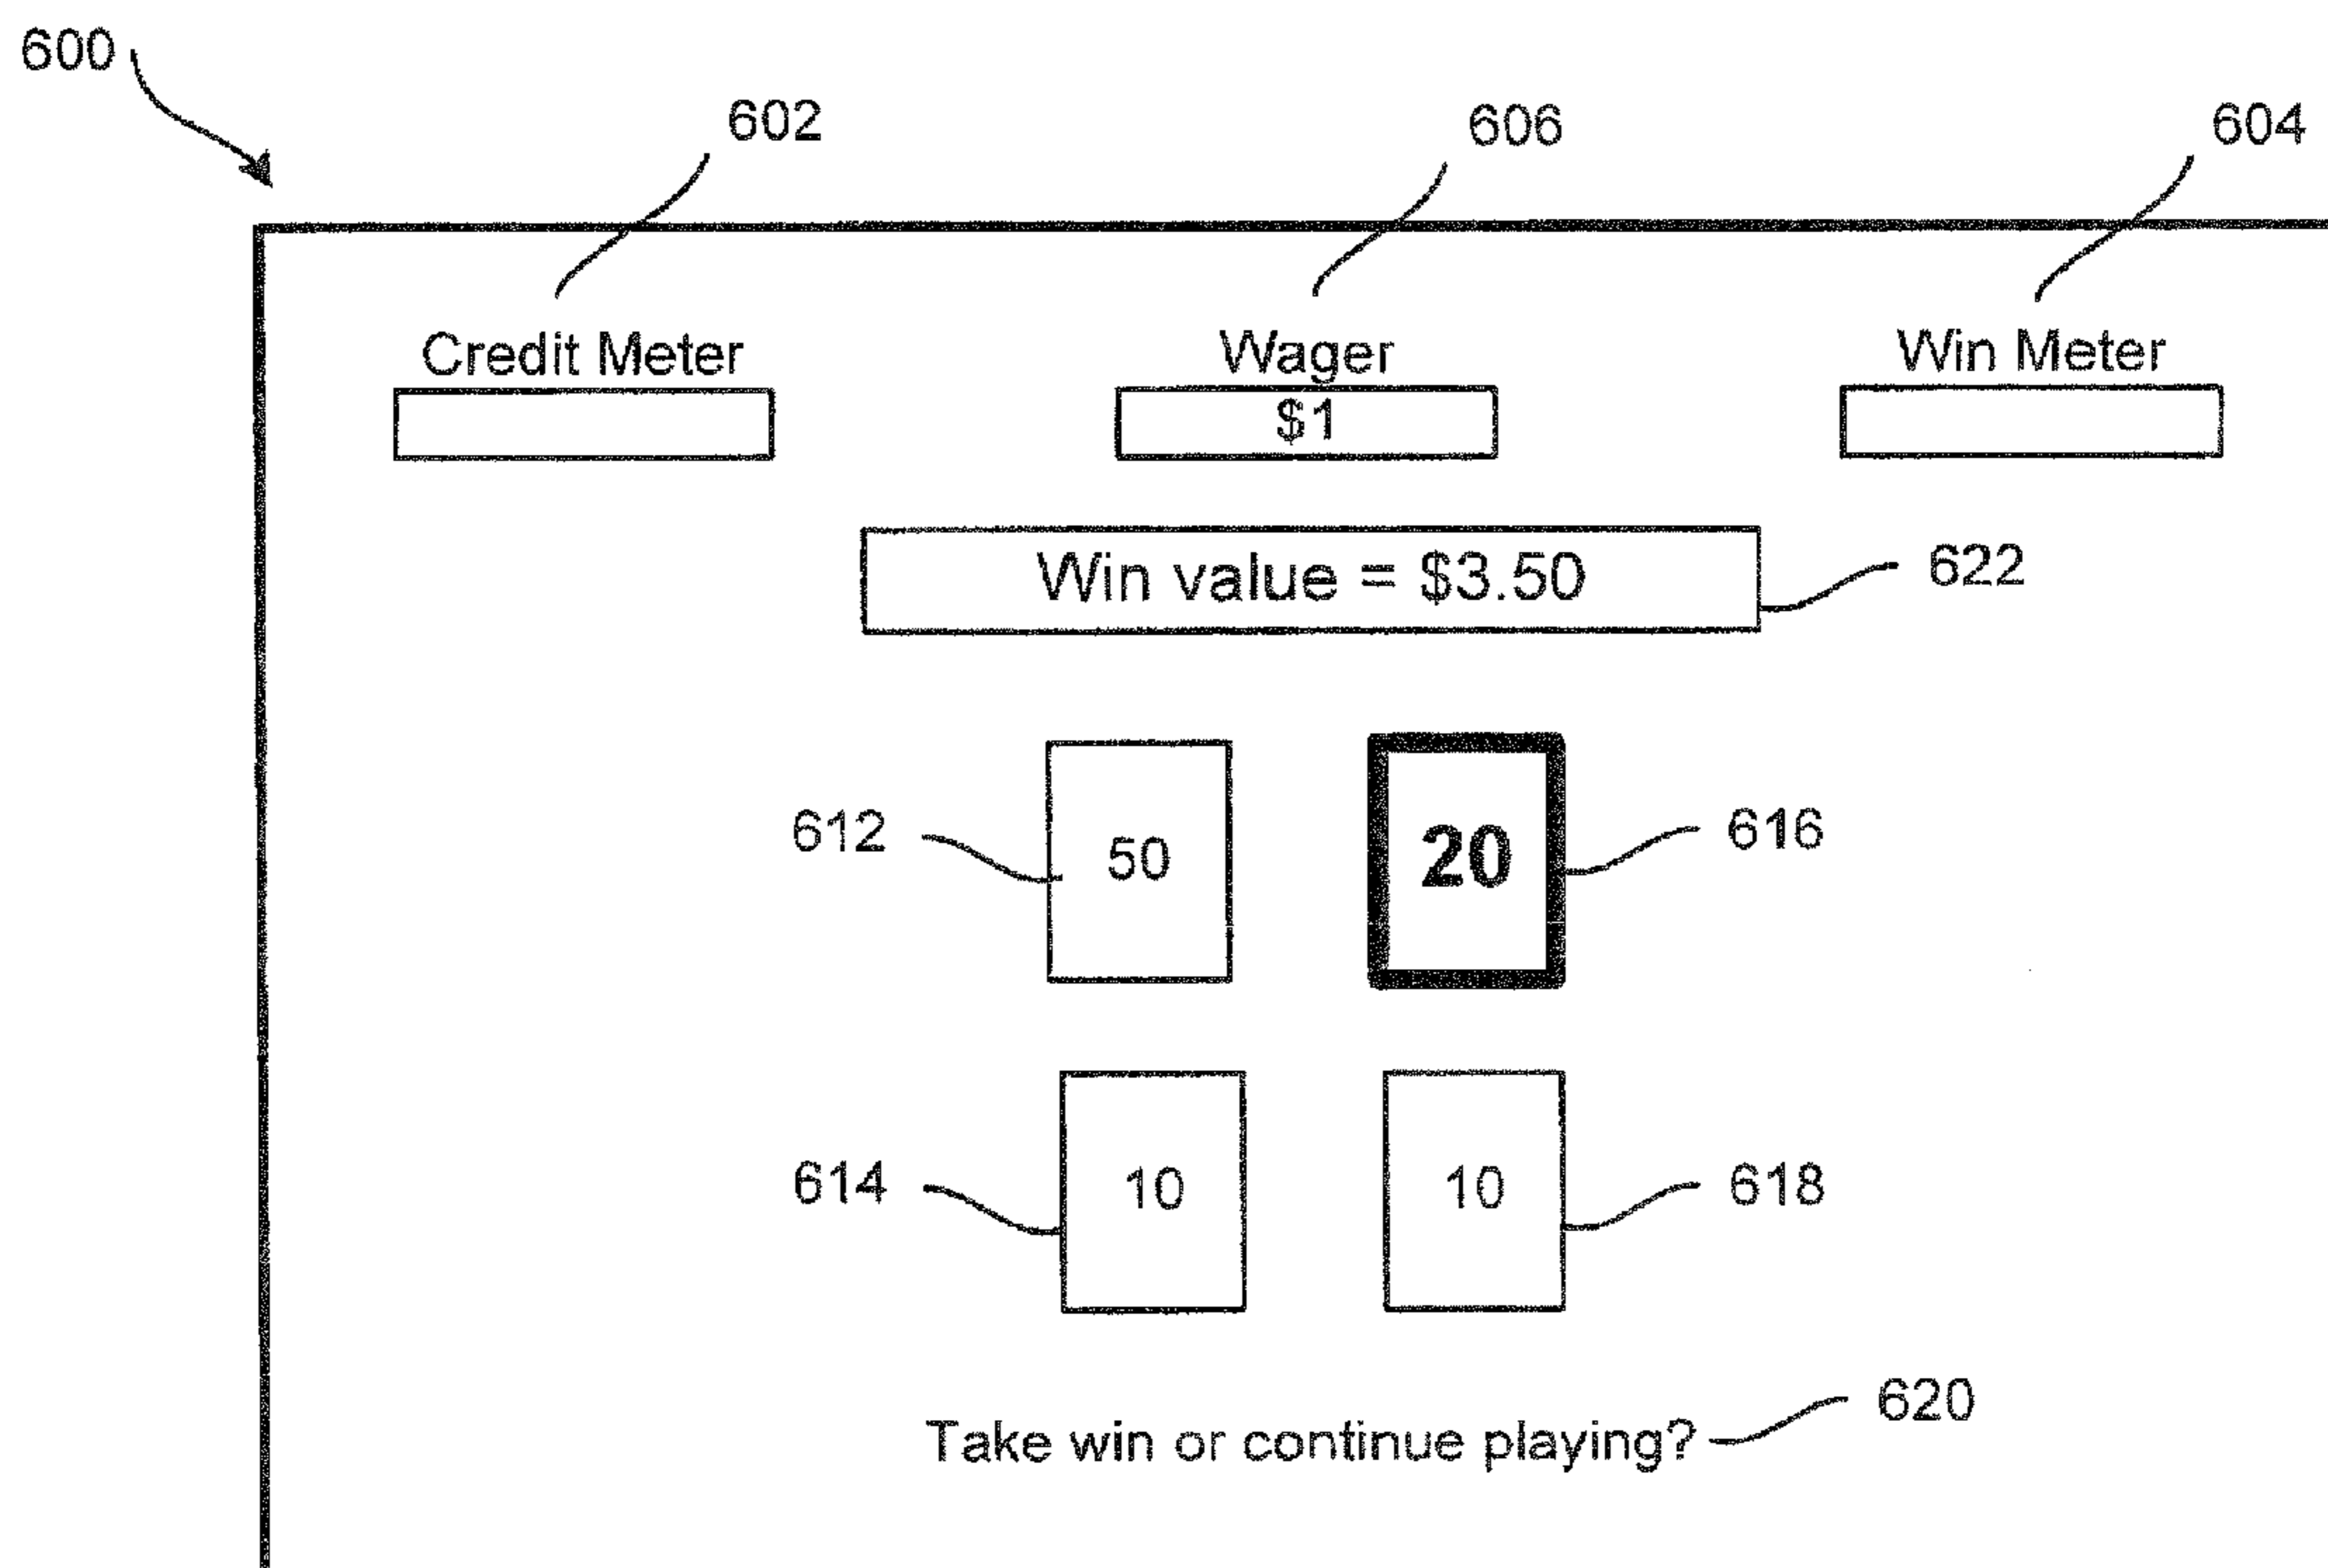 600
602 606 604
Credit Meter Wager Win Meter
$1
Win value = $3.50 622
612 50 20 616
614 10 10 618
Take win or continue playing? 620